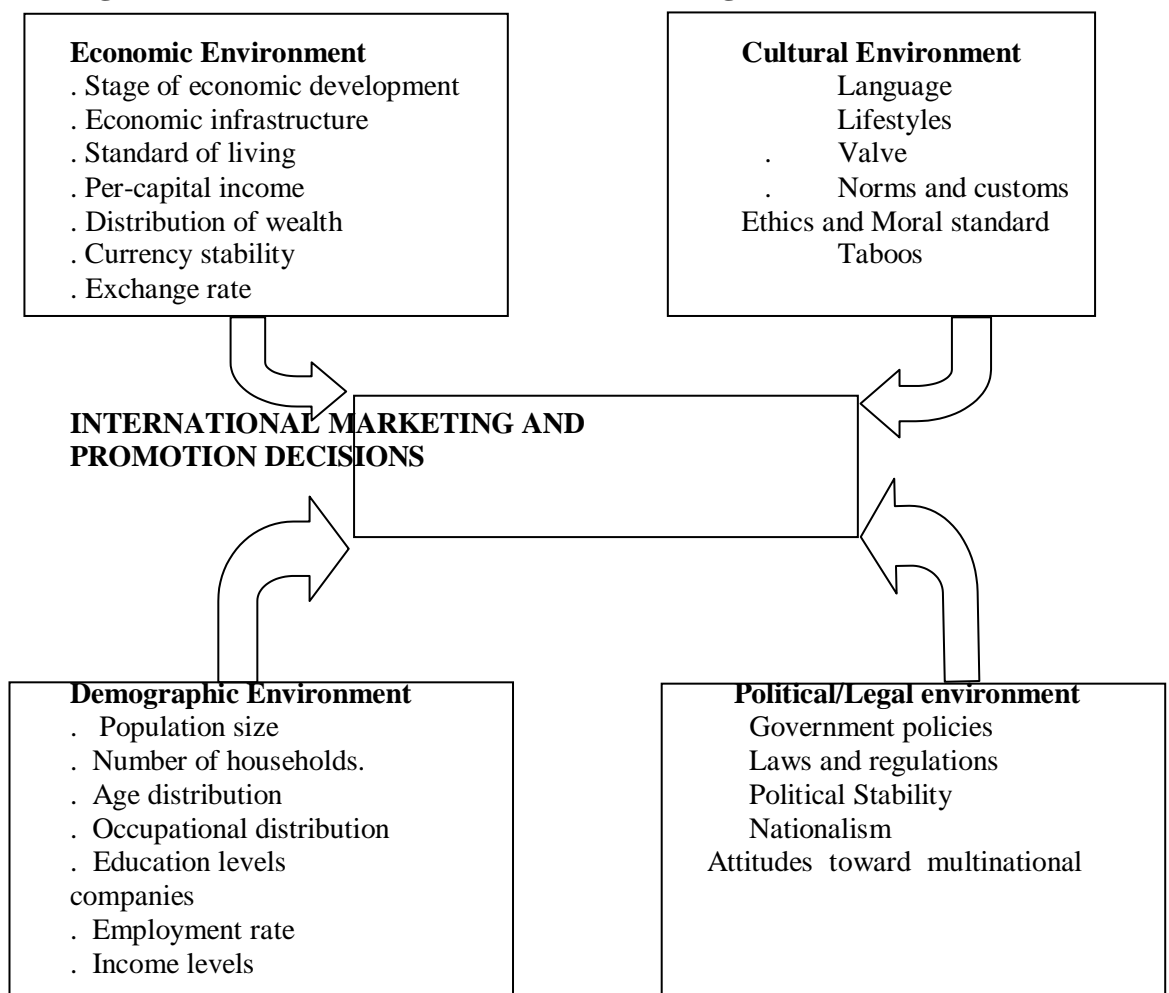 Economic Environment
. Stage of economic development
. Economic infrastructure
. Standard of living
. Per-capital income
. Distribution of wealth
. Currency stability
. Exchange rate
Cultural Environment
Language
Lifestyles
. Valve
. Norms and customs
Ethics and Moral standard
Taboos
INTERNATIONAL MARKETING AND
PROMOTION DECISIONS
Demographic Environment
. Population size
. Number of households.
. Age distribution
. Occupational distribution
. Education levels
companies
. Employment rate
. Income levels
Political/Legal environment
Government policies
Laws and regulations
Political Stability
Nationalism
Attitudes toward multinational